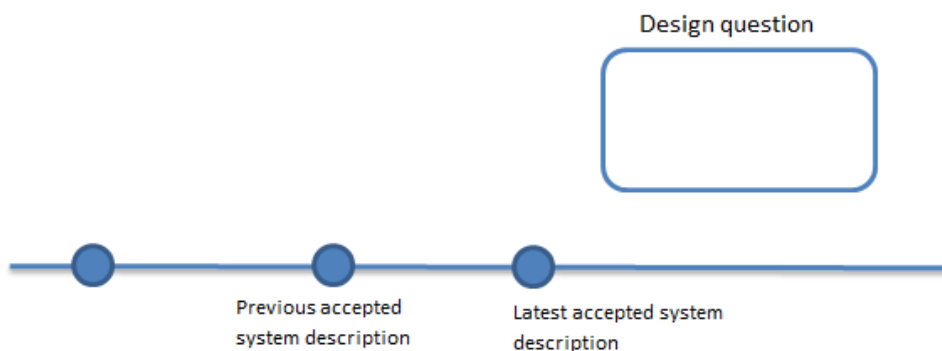 Design question
Previous accepted
system description
Latest accepted system
description